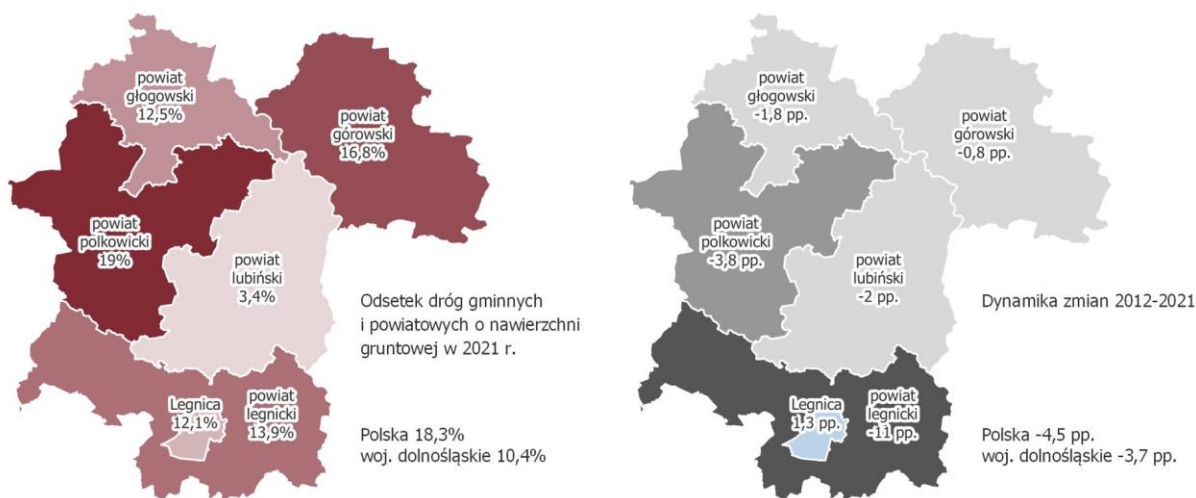 powiat
głogowski
12,5%
powiat
górowski
16,8%
powiat
polkowicki
19%
powiat
lubiński
3,4%
Legnica
12,1%
powiat
legnicki
13,9%
Odsetek dróg gminnych
i powiatowych o nawierzchni
gruntowej w 2021 r.
Polska 18,3%
woj. dolnośląskie 10,4%
powiat
głogowski
-1,8 pp.
powiat
górowski
-0,8 pp.
powiat
polkowicki
-3,8 pp.
powiat
lubiński
-2 pp.
Legnica
1,3 pp.
powiat
legnicki
-11 pp.
Dynamika zmian 2012-2021
Polska -4,5 pp.
woj. dolnośląskie -3,7 pp.